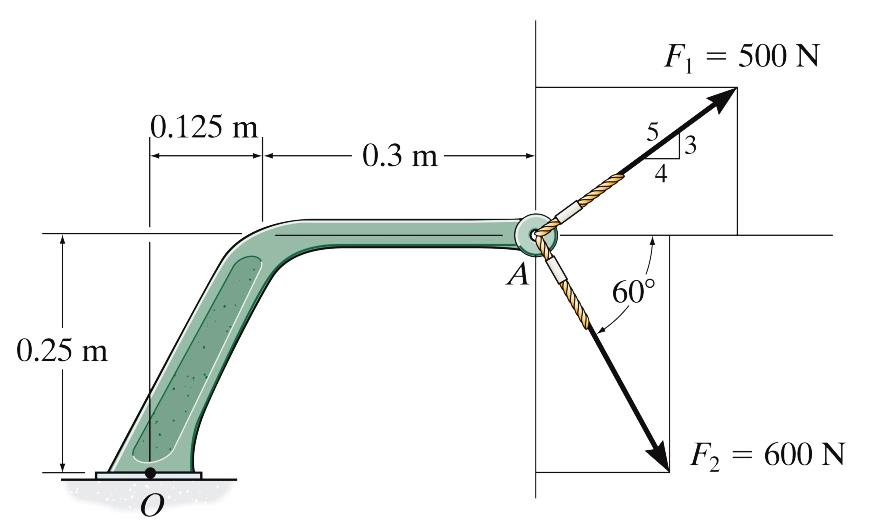 F₁ = 500 N
0.125 m
5
3
0.3 m
4
A
60°
0.25 m
F₂ = 600 N
O